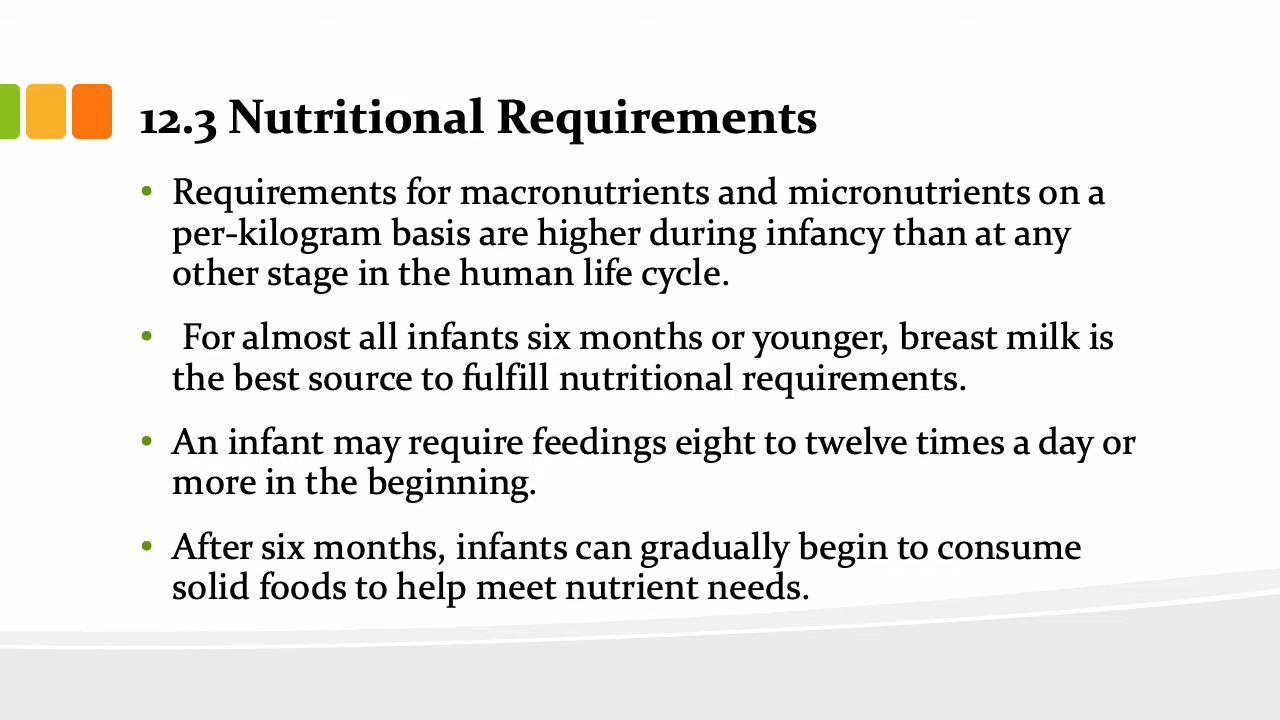 12.3 Nutritional Requirements
• Requirements for macronutrients and micronutrients on a
per-kilogram basis are higher during infancy than at any
other stage in the human life cycle.
• For almost all infants six months or younger, breast milk is
the best source to fulfill nutritional requirements.
• An infant may require feedings eight to twelve times a day or
more in the beginning.
• After six months, infants can gradually begin to consume
solid foods to help meet nutrient needs.